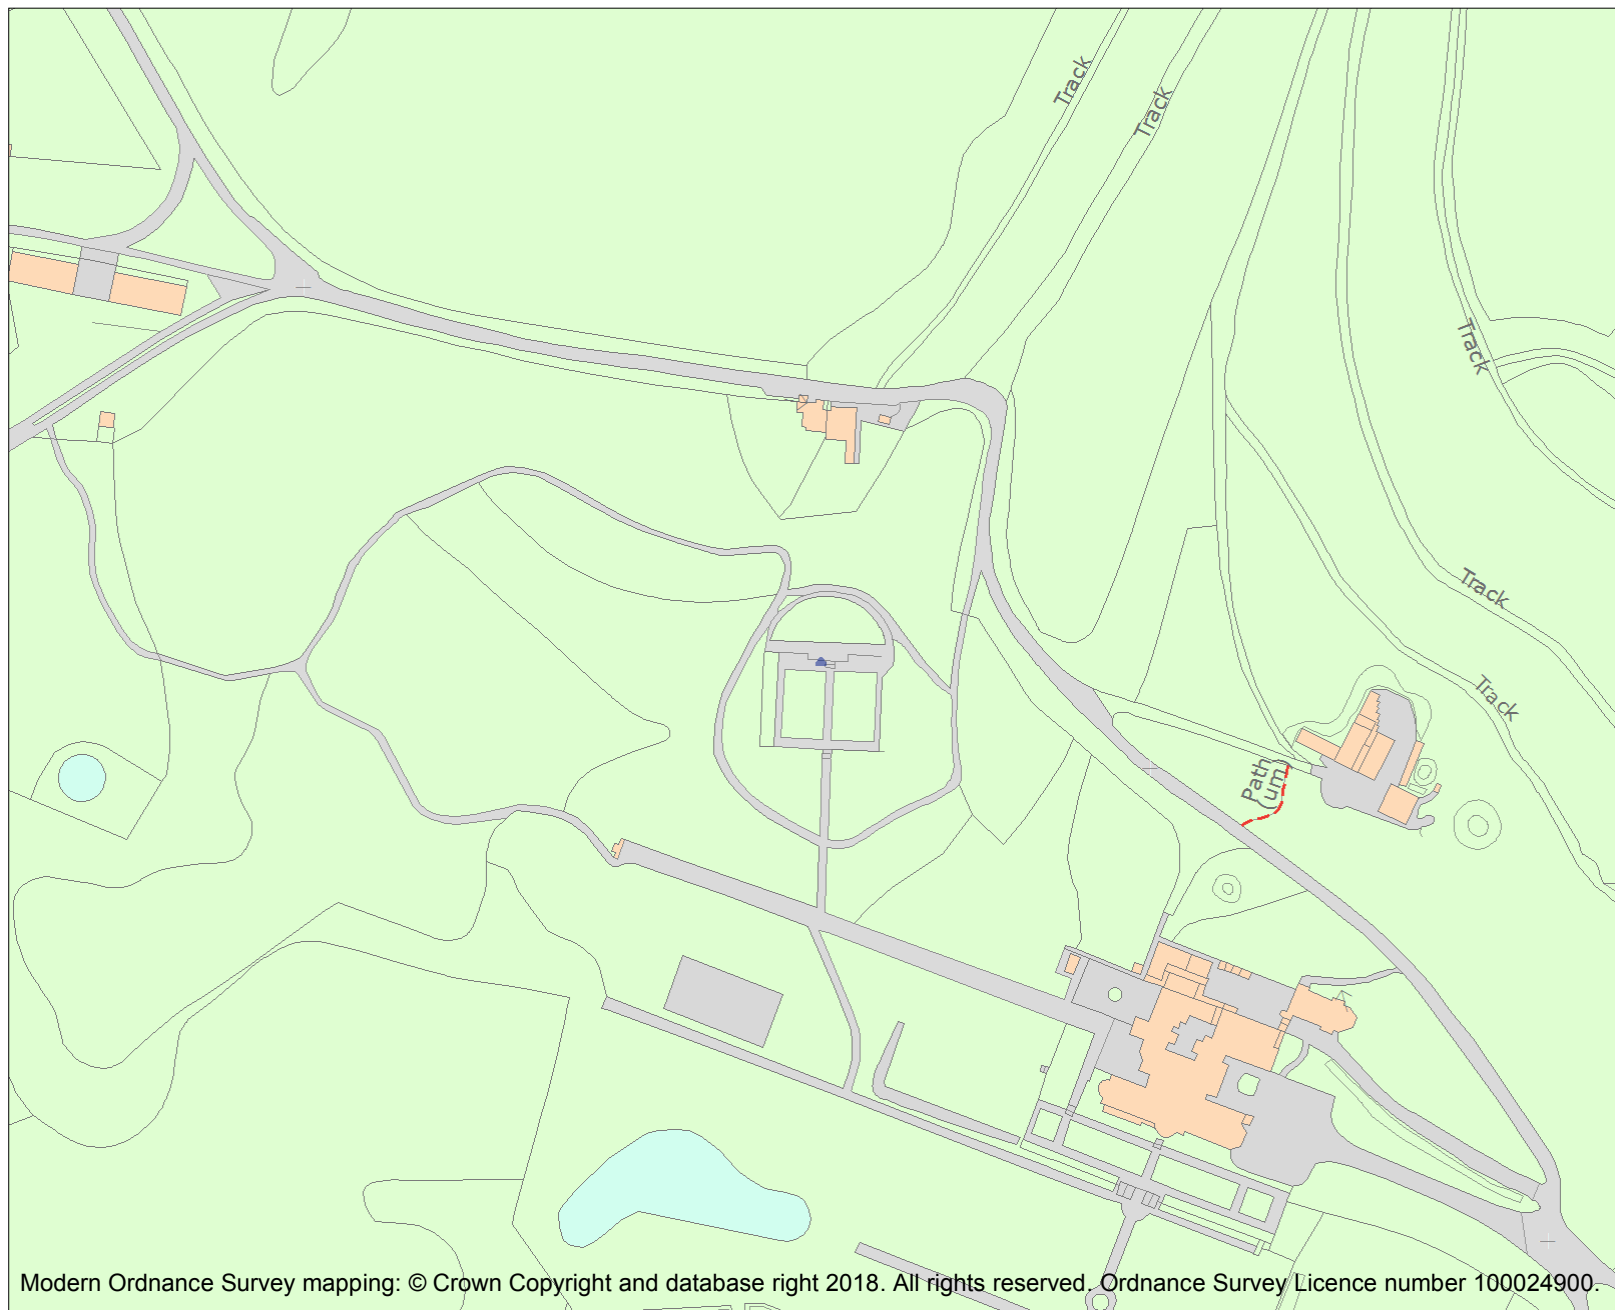 Track
Track
Track
Track
Track
Path
(um)
Modern Ordnance Survey mapping: © Crown Copyright and database right 2018. All rights reserved. Ordnance Survey Licence number 100024900.